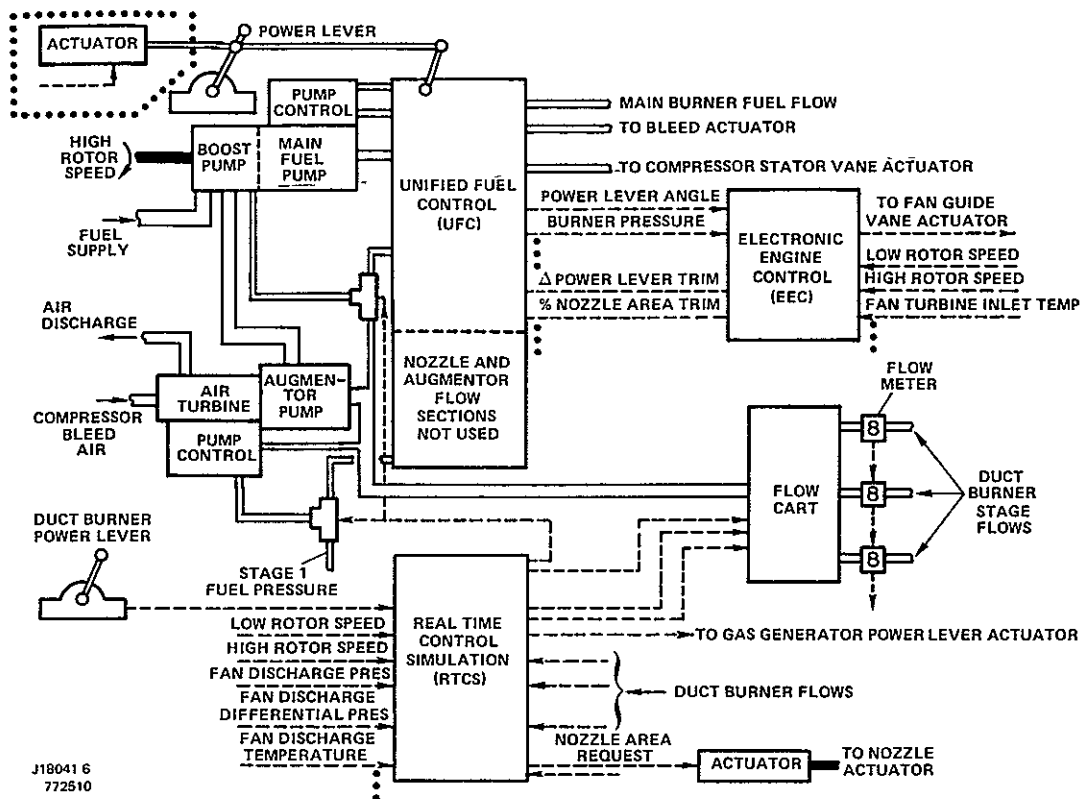 ACTUATOR
POWER LEVER
PUMP
CONTROL
HIGH
ROTOR
SPEED
BOOST
PUMP
MAIN
FUEL
PUMP
FUEL
SUPPLY
UNIFIED FUEL
CONTROL
(UFC)
MAIN BURNER FUEL FLOW
TO BLEED ACTUATOR
TO COMPRESSOR STATOR VANE ACTUATOR
POWER LEVER ANGLE
BURNER PRESSURE
Δ POWER LEVER TRIM
% NOZZLE AREA TRIM
ELECTRONIC
ENGINE
CONTROL
(EEC)
TO FAN GUIDE
VANE ACTUATOR
LOW ROTOR SPEED
HIGH ROTOR SPEED
FAN TURBINE INLET TEMP
AIR
DISCHARGE
COMPRESSOR
BLEED
AIR
AIR
TURBINE
AUGMEN-
TOR
PUMP
PUMP
CONTROL
NOZZLE AND
AUGMENTOR
FLOW
SECTIONS
NOT USED
FLOW
METER
8
8
8
FLOW
CART
DUCT
BURNER
STAGE
FLOWS
DUCT BURNER
POWER LEVER
STAGE 1
FUEL PRESSURE
LOW ROTOR SPEED
HIGH ROTOR SPEED
FAN DISCHARGE PRES
FAN DISCHARGE
DIFFERENTIAL PRES
FAN DISCHARGE
TEMPERATURE
REAL TIME
CONTROL
SIMULATION
(RTCS)
TO GAS GENERATOR POWER LEVER ACTUATOR
DUCT BURNER FLOWS
NOZZLE AREA
REQUEST
ACTUATOR
TO NOZZLE
ACTUATOR
J18041 6
772510